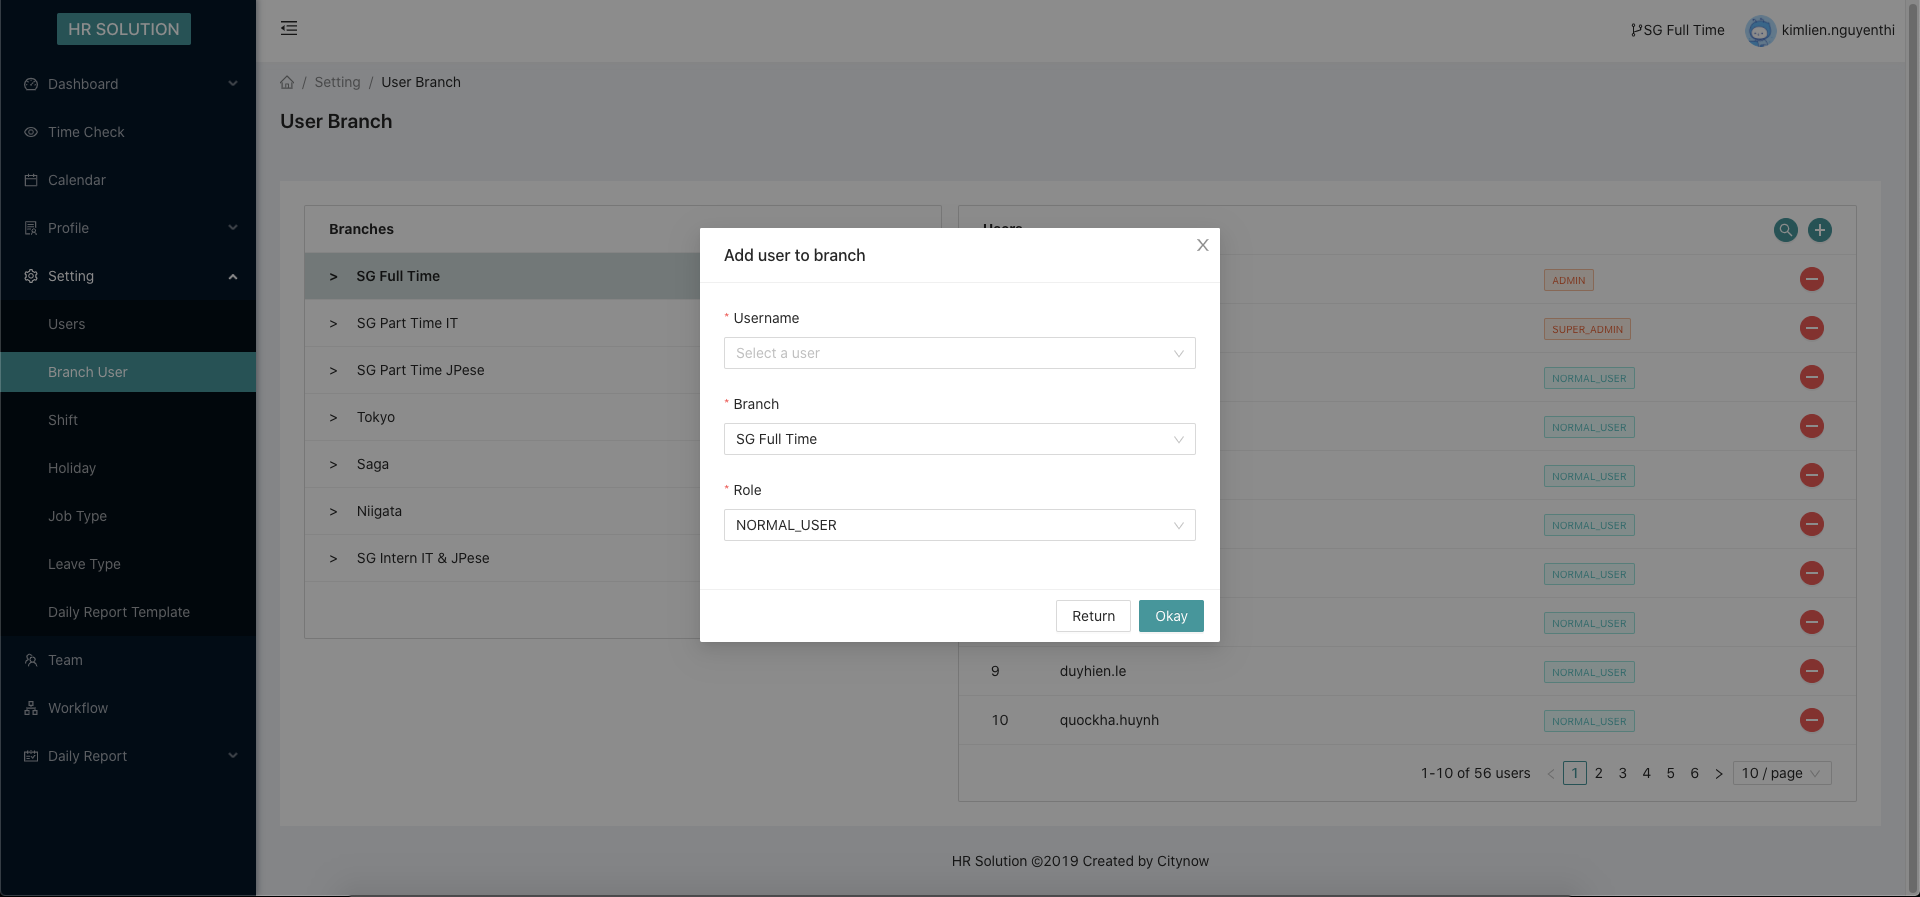 HR SOLUTION
SG Full Time
kimlien.nguyenthi
Dashboard
Time Check
Calendar
Profile
Setting
Users
Branch User
Shift
Holiday
Job Type
Leave Type
Daily Report Template
Team
Workflow
Daily Report
/ Setting / User Branch
User Branch
Branches
> SG Full Time
> SG Part Time IT
> SG Part Time JPese
> Tokyo
> Saga
> Niigata
> SG Intern IT & JPese
Users
ADMIN
SUPER_ADMIN
NORMAL_USER
NORMAL_USER
NORMAL_USER
NORMAL_USER
NORMAL_USER
NORMAL_USER
9 duyhien.le NORMAL_USER
10 quockha.huynh NORMAL_USER
1-10 of 56 users < 1 2 3 4 5 6 > 10 / page
Add user to branch
* Username
Select a user
* Branch
SG Full Time
* Role
NORMAL_USER
Return Okay
HR Solution ©2019 Created by Citynow